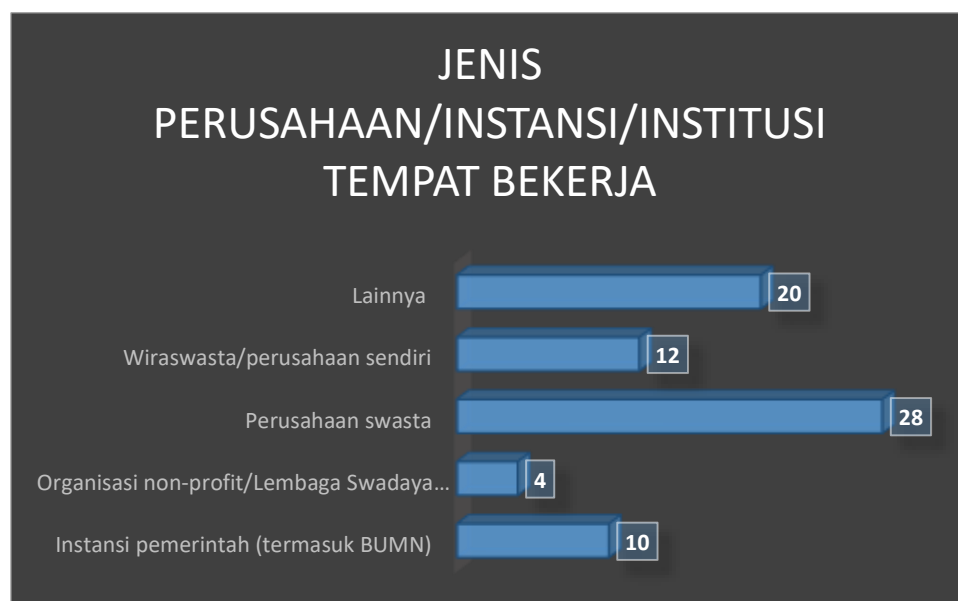 JENIS
PERUSAHAAN/INSTANSI/INSTITUSI
TEMPAT BEKERJA
Lainnya 20
Wiraswasta/perusahaan sendiri 12
Perusahaan swasta 28
Organisasi non-profit/Lembaga Swadaya... 4
Instansi pemerintah (termasuk BUMN) 10